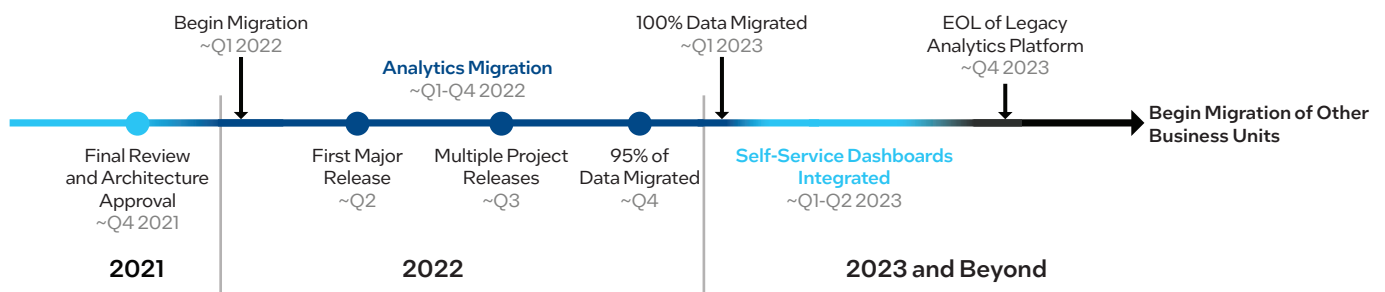 Begin Migration
~Q1 2022
100% Data Migrated
~Q1 2023
EOL of Legacy
Analytics Platform
~Q4 2023
Analytics Migration
~Q1-Q4 2022
Begin Migration of Other
Business Units
Final Review
and Architecture
Approval
~Q4 2021
First Major
Release
~Q2
Multiple Project
Releases
~Q3
95% of
Data Migrated
~Q4
Self-Service Dashboards
Integrated
~Q1-Q2 2023
2021
2022
2023 and Beyond